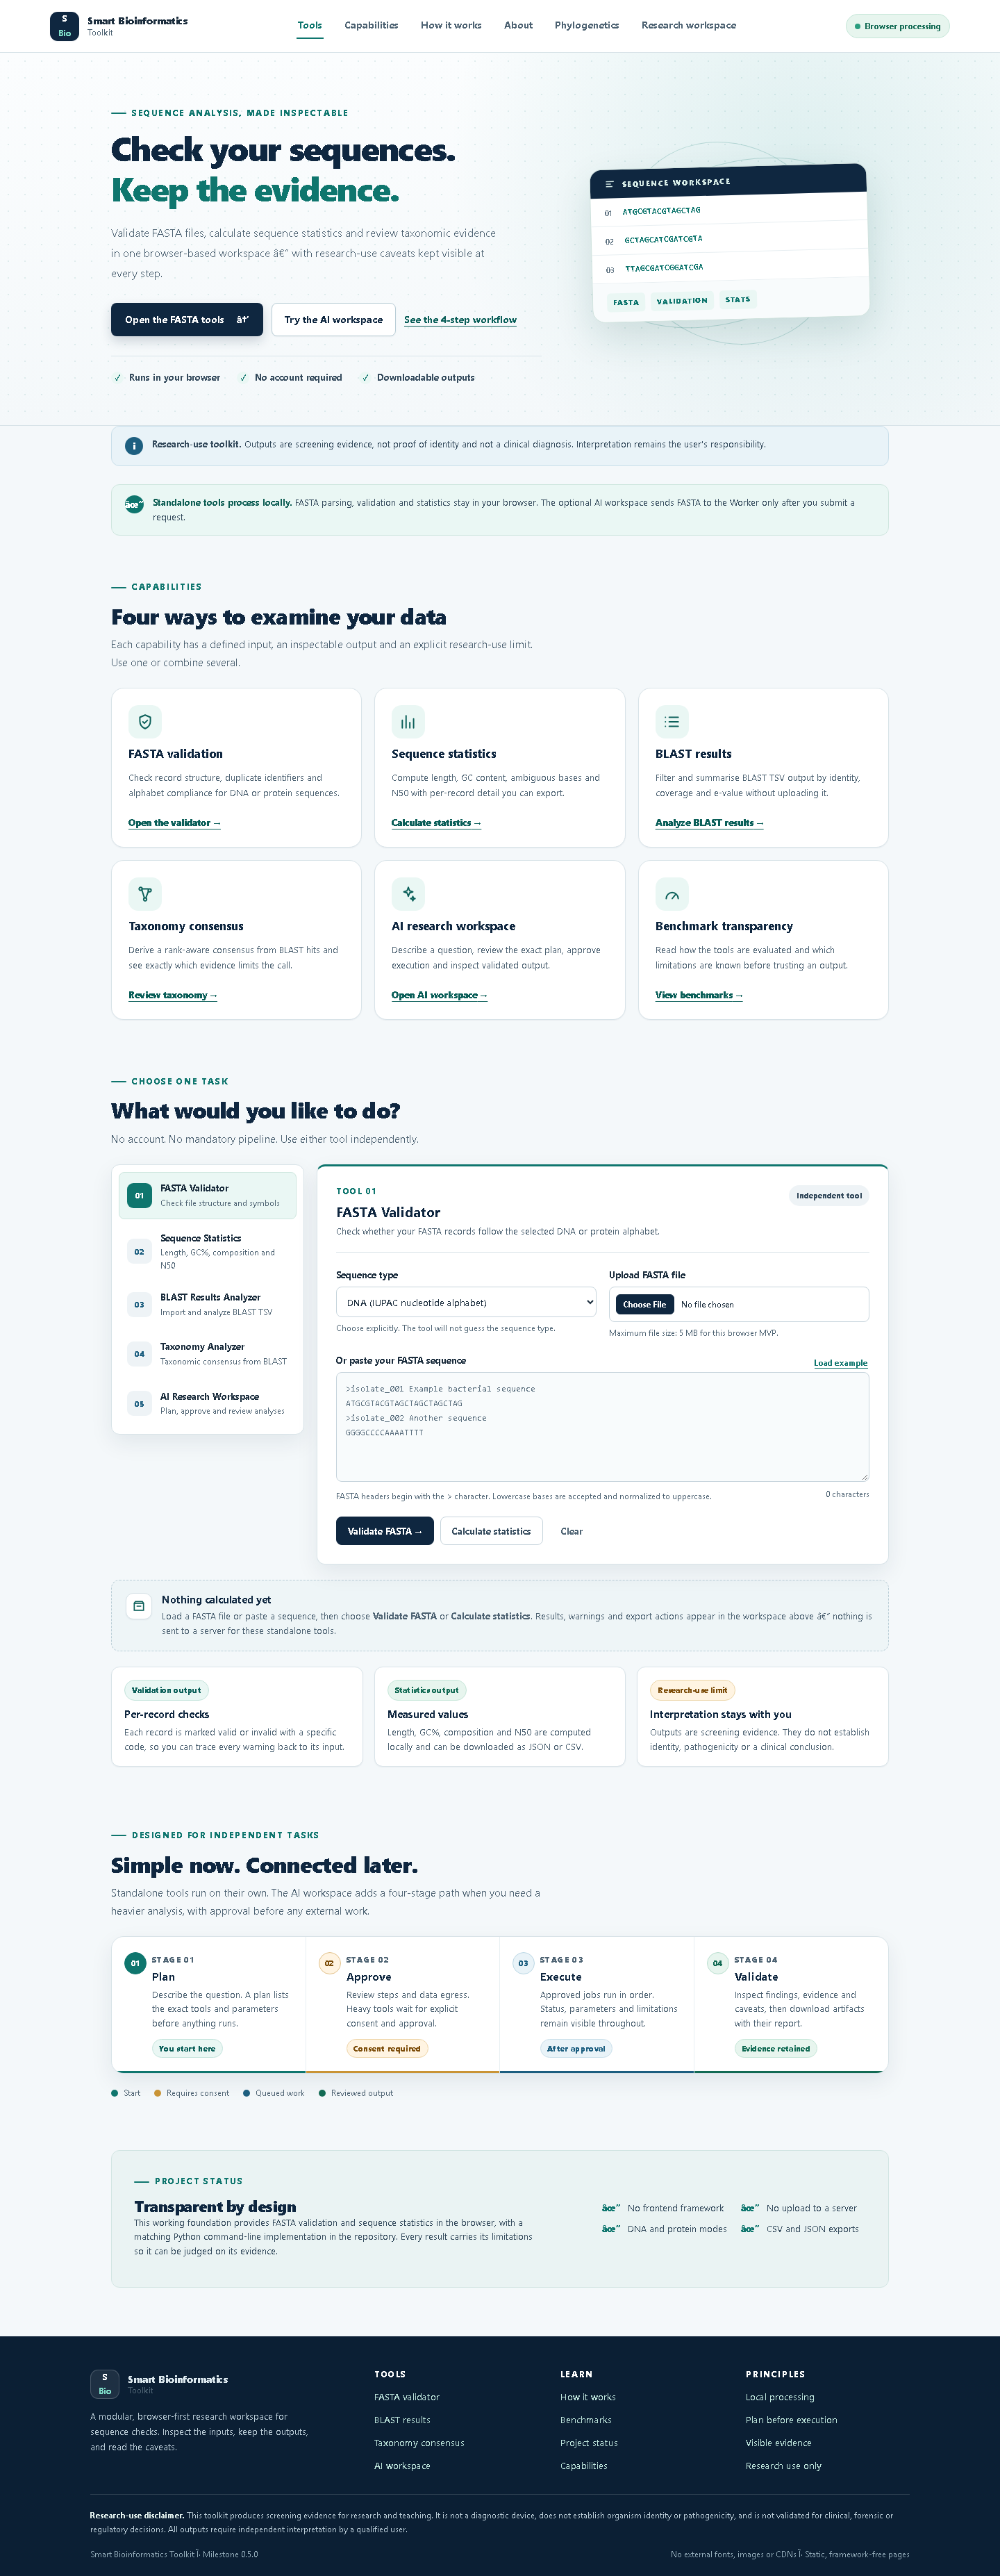 S
Bio
Smart Bioinformatics
Toolkit
Tools
Capabilities
How it works
About
Phylogenetics
Research workspace
Browser processing
SEQUENCE ANALYSIS, MADE INSPECTABLE
Check your sequences.
Keep the evidence.
Validate FASTA files, calculate sequence statistics and review taxonomic evidence
in one browser-based workspace â€” with research-use caveats kept visible at
every step.
Open the FASTA tools â†’
Try the AI workspace
See the 4-step workflow
✓ Runs in your browser
✓ No account required
✓ Downloadable outputs
SEQUENCE WORKSPACE
01 ATGCGTACGTAGCTAG
02 GCTAGCATCGATCGTA
03 TTAGCGATCGGATCGA
FASTA
VALIDATION
STATS
i
Research-use toolkit. Outputs are screening evidence, not proof of identity and not a clinical diagnosis. Interpretation remains the user's responsibility.
âœ“
Standalone tools process locally. FASTA parsing, validation and statistics stay in your browser. The optional AI workspace sends FASTA to the Worker only after you submit a
request.
CAPABILITIES
Four ways to examine your data
Each capability has a defined input, an inspectable output and an explicit research-use limit.
Use one or combine several.
FASTA validation
Check record structure, duplicate identifiers and
alphabet compliance for DNA or protein sequences.
Open the validator →
Sequence statistics
Compute length, GC content, ambiguous bases and
N50 with per-record detail you can export.
Calculate statistics →
BLAST results
Filter and summarise BLAST TSV output by identity,
coverage and e-value without uploading it.
Analyze BLAST results →
Taxonomy consensus
Derive a rank-aware consensus from BLAST hits and
see exactly which evidence limits the call.
Review taxonomy →
AI research workspace
Describe a question, review the exact plan, approve
execution and inspect validated output.
Open AI workspace →
Benchmark transparency
Read how the tools are evaluated and which
limitations are known before trusting an output.
View benchmarks →
CHOOSE ONE TASK
What would you like to do?
No account. No mandatory pipeline. Use either tool independently.
01
FASTA Validator
Check file structure and symbols
02
Sequence Statistics
Length, GC%, composition and
N50
03
BLAST Results Analyzer
Import and analyze BLAST TSV
04
Taxonomy Analyzer
Taxonomic consensus from BLAST
05
AI Research Workspace
Plan, approve and review analyses
TOOL 01
FASTA Validator
Check whether your FASTA records follow the selected DNA or protein alphabet.
Independent tool
Sequence type
DNA (IUPAC nucleotide alphabet)
Choose explicitly. The tool will not guess the sequence type.
Upload FASTA file
Choose File No file chosen
Maximum file size: 5 MB for this browser MVP.
Or paste your FASTA sequence
Load example
>isolate_001 Example bacterial sequence
ATGCGTACGTAGCTAGCTAGCTAG
>isolate_002 Another sequence
GGGGCCCCAAAATTTT
FASTA headers begin with the > character. Lowercase bases are accepted and normalized to uppercase.
0 characters
Validate FASTA →
Calculate statistics
Clear
Nothing calculated yet
Load a FASTA file or paste a sequence, then choose Validate FASTA or Calculate statistics. Results, warnings and export actions appear in the workspace above â€” nothing is
sent to a server for these standalone tools.
Validation output
Per-record checks
Each record is marked valid or invalid with a specific
code, so you can trace every warning back to its input.
Statistics output
Measured values
Length, GC%, composition and N50 are computed
locally and can be downloaded as JSON or CSV.
Research-use limit
Interpretation stays with you
Outputs are screening evidence. They do not establish
identity, pathogenicity or a clinical conclusion.
DESIGNED FOR INDEPENDENT TASKS
Simple now. Connected later.
Standalone tools run on their own. The AI workspace adds a four-stage path when you need a
heavier analysis, with approval before any external work.
01
STAGE 01
Plan
Describe the question. A plan lists
the exact tools and parameters
before anything runs.
You start here
02
STAGE 02
Approve
Review steps and data egress.
Heavy tools wait for explicit
consent and approval.
Consent required
03
STAGE 03
Execute
Approved jobs run in order.
Status, parameters and limitations
remain visible throughout.
After approval
04
STAGE 04
Validate
Inspect findings, evidence and
caveats, then download artifacts
with their report.
Evidence retained
Start
Requires consent
Queued work
Reviewed output
PROJECT STATUS
Transparent by design
This working foundation provides FASTA validation and sequence statistics in the browser, with a
matching Python command-line implementation in the repository. Every result carries its limitations
so it can be judged on its evidence.
âœ“ No frontend framework
âœ“ No upload to a server
âœ“ DNA and protein modes
âœ“ CSV and JSON exports
S
Bio
Smart Bioinformatics
Toolkit
A modular, browser-first research workspace for
sequence checks. Inspect the inputs, keep the outputs,
and read the caveats.
TOOLS
FASTA validator
BLAST results
Taxonomy consensus
AI workspace
LEARN
How it works
Benchmarks
Project status
Capabilities
PRINCIPLES
Local processing
Plan before execution
Visible evidence
Research use only
Research-use disclaimer. This toolkit produces screening evidence for research and teaching. It is not a diagnostic device, does not establish organism identity or pathogenicity, and is not validated for clinical, forensic or
regulatory decisions. All outputs require independent interpretation by a qualified user.
Smart Bioinformatics Toolkit Â· Milestone 0.5.0
No external fonts, images or CDNs Â· Static, framework-free pages